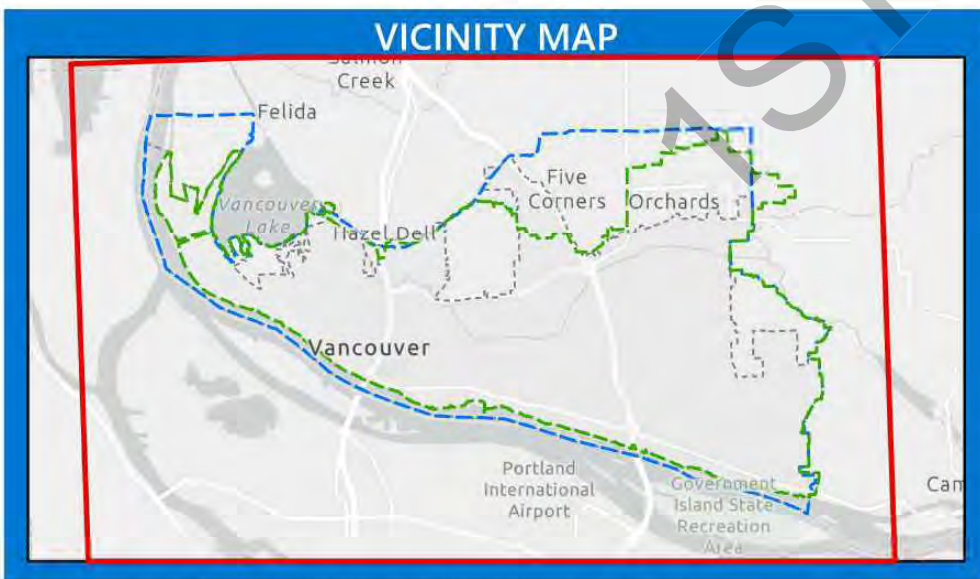 VICINITY MAP
Salmon
Creek
Felida
Five
Corners
Orchards
Vancouver
Lake
Hazel Dell
Vancouver
Portland
International
Airport
Government
Island State
Recreation
Area
Cam